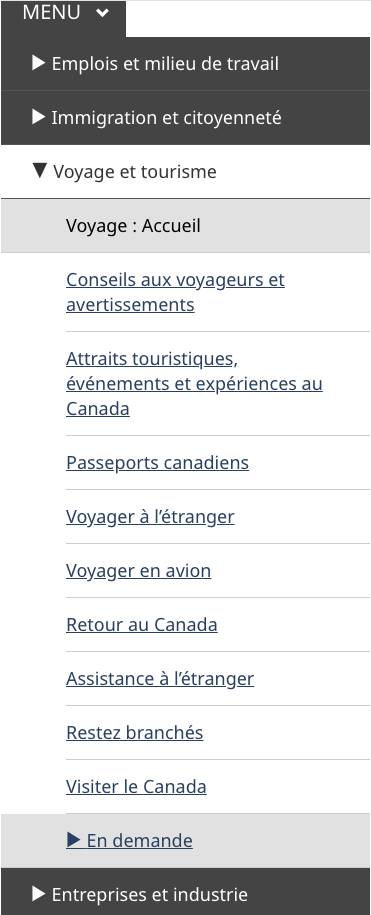 MENU
Emplois et milieu de travail
Immigration et citoyenneté
Voyage et tourisme
Voyage : Accueil
Conseils aux voyageurs et
avertissements
Attraits touristiques,
événements et expériences au
Canada
Passeports canadiens
Voyager à l’étranger
Voyager en avion
Retour au Canada
Assistance à l’étranger
Restez branchés
Visiter le Canada
En demande
Entreprises et industrie